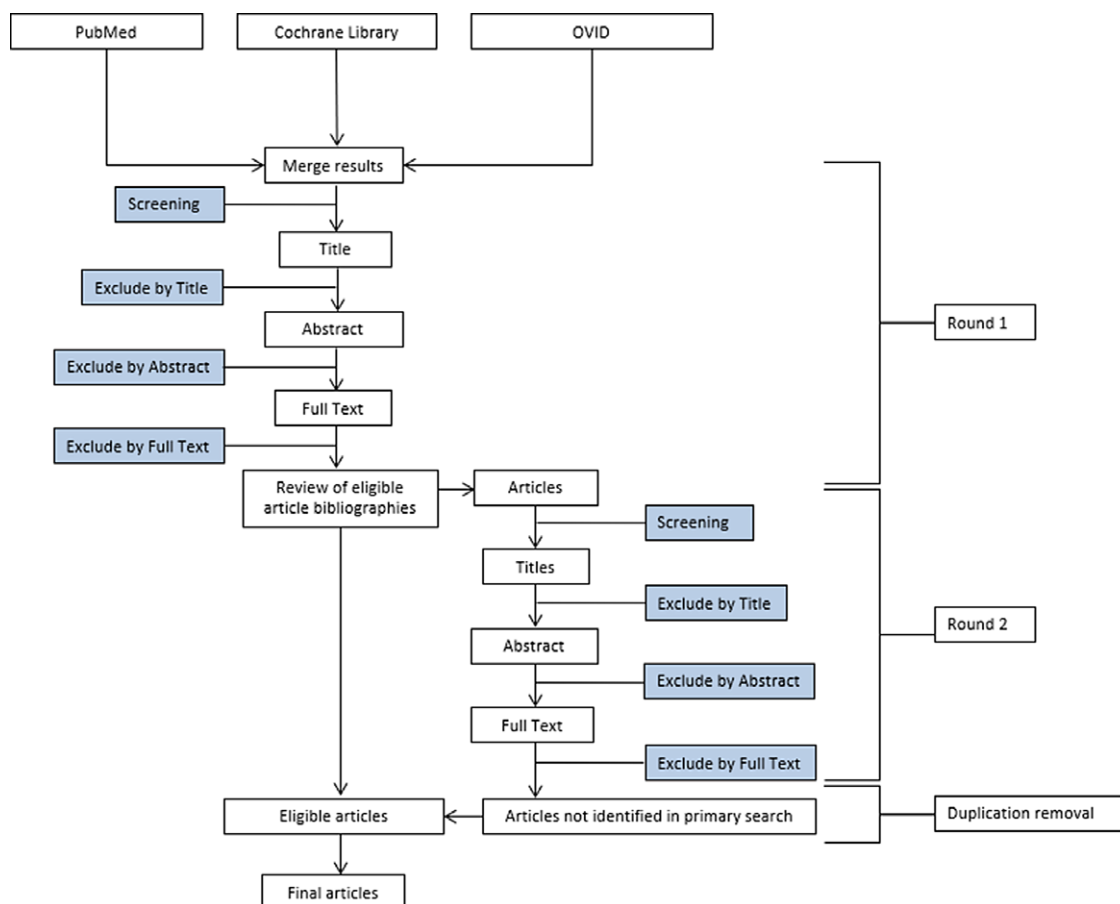 PubMed
Cochrane Library
OVID
Merge results
Screening
Title
Exclude by Title
Abstract
Round 1
Exclude by Abstract
Full Text
Exclude by Full Text
Review of eligible
article bibliographies
Articles
Screening
Titles
Exclude by Title
Round 2
Abstract
Exclude by Abstract
Full Text
Exclude by Full Text
Eligible articles
Articles not identified in primary search
Duplication removal
Final articles